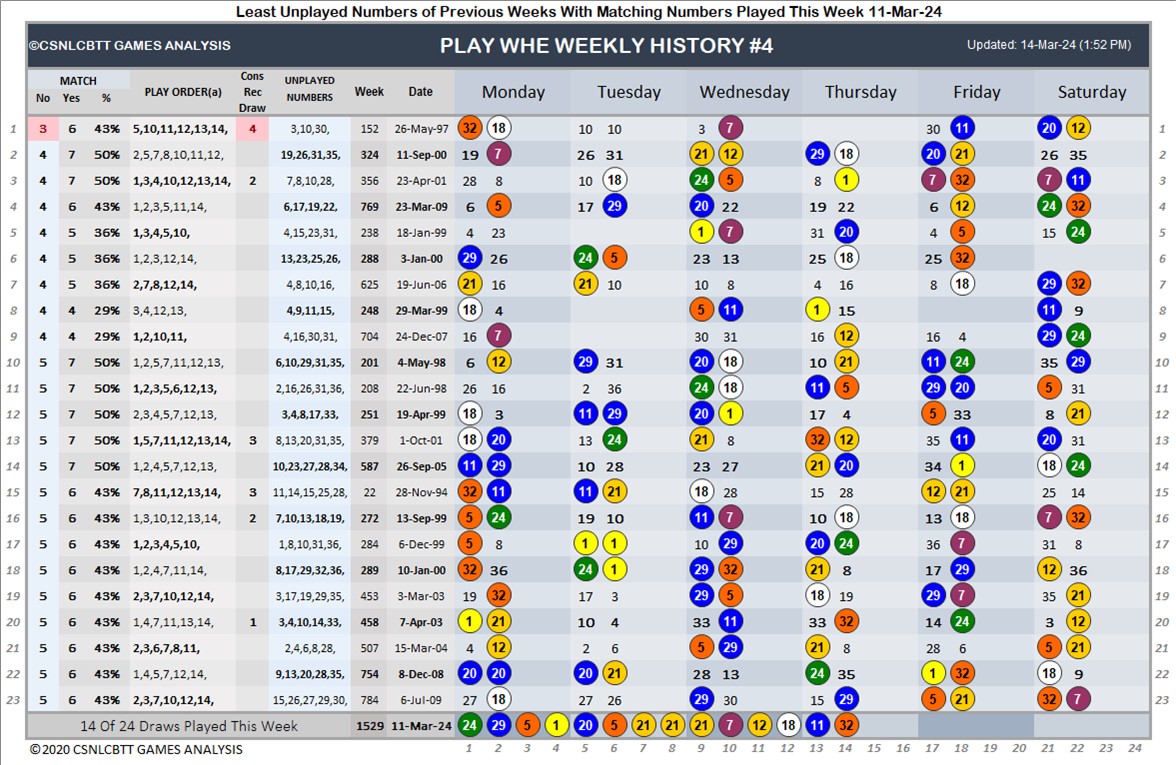 Least Unplayed Numbers of Previous Weeks With Matching Numbers Played This Week 11-Mar-24
©CSNLCBTT GAMES ANALYSIS PLAY WHE WEEKLY HISTORY #4 Updated: 14-Mar-24 (1:52 PM)
MATCH Cons UNPLAYED
No Yes % PLAY ORDER(a) Rec Draw NUMBERS Week Date Monday Tuesday Wednesday Thursday Friday Saturday
1 3 6 43% 5,10,11,12,13,14, 4 3,10,30, 152 26-May-97 32 18 10 10 3 7 30 11 20 12 1
2 4 7 50% 2,5,7,8,10,11,12, 19,26,31,35, 324 11-Sep-00 19 7 26 31 21 12 29 18 20 21 26 35 2
3 4 7 50% 1,3,4,10,12,13,14, 2 7,8,10,28, 356 23-Apr-01 28 8 10 18 24 5 8 1 7 32 7 11 3
4 4 6 43% 1,2,3,5,11,14, 6,17,19,22, 769 23-Mar-09 6 5 17 29 20 22 19 22 6 12 24 32 4
5 4 5 36% 1,3,4,5,10, 4,15,23,31, 238 18-Jan-99 4 23 1 7 31 20 4 5 15 24 5
6 4 5 36% 1,2,3,12,14, 13,23,25,26, 288 3-Jan-00 29 26 24 5 23 13 25 18 25 32 6
7 4 5 36% 2,7,8,12,14, 4,8,10,16, 625 19-Jun-06 21 16 21 10 10 8 4 16 8 18 29 32 7
8 4 4 29% 3,4,12,13, 4,9,11,15, 248 29-Mar-99 18 4 5 11 1 15 11 9 8
9 4 4 29% 1,2,10,11, 4,16,30,31, 704 24-Dec-07 16 7 30 31 16 12 16 4 29 24 9
10 5 7 50% 1,2,5,7,11,12,13, 6,10,29,31,35, 201 4-May-98 6 12 29 31 20 18 10 21 11 24 35 29 10
11 5 7 50% 1,2,3,5,6,12,13, 2,16,26,31,36, 208 22-Jun-98 26 16 2 36 24 18 11 5 29 20 5 31 11
12 5 7 50% 2,3,4,5,7,12,13, 3,4,8,17,33, 251 19-Apr-99 18 3 11 29 20 1 17 4 5 33 8 21 12
13 5 7 50% 1,5,7,11,12,13,14, 3 8,13,20,31,35, 379 1-Oct-01 18 20 13 24 21 8 32 12 35 11 20 31 13
14 5 7 50% 1,2,4,5,7,12,13, 10,23,27,28,34, 587 26-Sep-05 11 29 10 28 23 27 21 20 34 1 18 24 14
15 5 6 43% 7,8,11,12,13,14, 3 11,14,15,25,28, 22 28-Nov-94 32 11 11 21 18 28 15 28 12 21 25 14 15
16 5 6 43% 1,3,10,12,13,14, 2 7,10,13,18,19, 272 13-Sep-99 5 24 19 10 11 7 10 18 13 18 7 32 16
17 5 6 43% 1,2,3,4,5,10, 1,8,10,31,36, 284 6-Dec-99 5 8 1 1 10 29 20 24 36 7 31 8 17
18 5 6 43% 1,2,4,7,11,14, 8,17,29,32,36, 289 10-Jan-00 32 36 24 1 29 32 21 8 17 29 12 36 18
19 5 6 43% 2,3,7,10,12,14, 3,17,19,29,35, 453 3-Mar-03 19 32 17 3 29 5 18 19 29 7 35 21 19
20 5 6 43% 1,4,7,11,13,14, 1 3,4,10,14,33, 458 7-Apr-03 1 21 10 4 33 11 33 32 14 24 3 12 20
21 5 6 43% 2,3,6,7,8,11, 2,4,6,8,28, 507 15-Mar-04 4 12 2 6 5 29 21 8 28 6 5 21 21
22 5 6 43% 1,4,5,7,12,14, 9,13,20,28,35, 754 8-Dec-08 20 20 20 21 28 13 24 35 1 32 18 9 22
23 5 6 43% 2,3,7,10,12,14, 15,26,27,29,30, 784 6-Jul-09 27 18 27 26 29 30 15 29 5 21 32 7 23
14 Of 24 Draws Played This Week 1529 11-Mar-24 24 29 5 1 20 5 21 21 21 7 12 18 11 32
© 2020 CSNLCBTT GAMES ANALYSIS 1 2 3 4 5 6 7 8 9 10 11 12 13 14 15 16 17 18 19 20 21 22 23 24